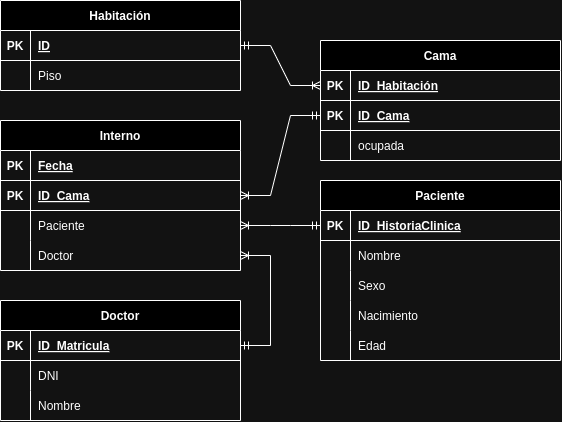 Habitación
PK ID
Piso
Cama
PK ID_Habitación
PK ID_Cama
ocupada
Interno
PK Fecha
PK ID_Cama
Paciente
Doctor
Paciente
PK ID_HistoriaClinica
Nombre
Sexo
Nacimiento
Edad
Doctor
PK ID_Matricula
DNI
Nombre